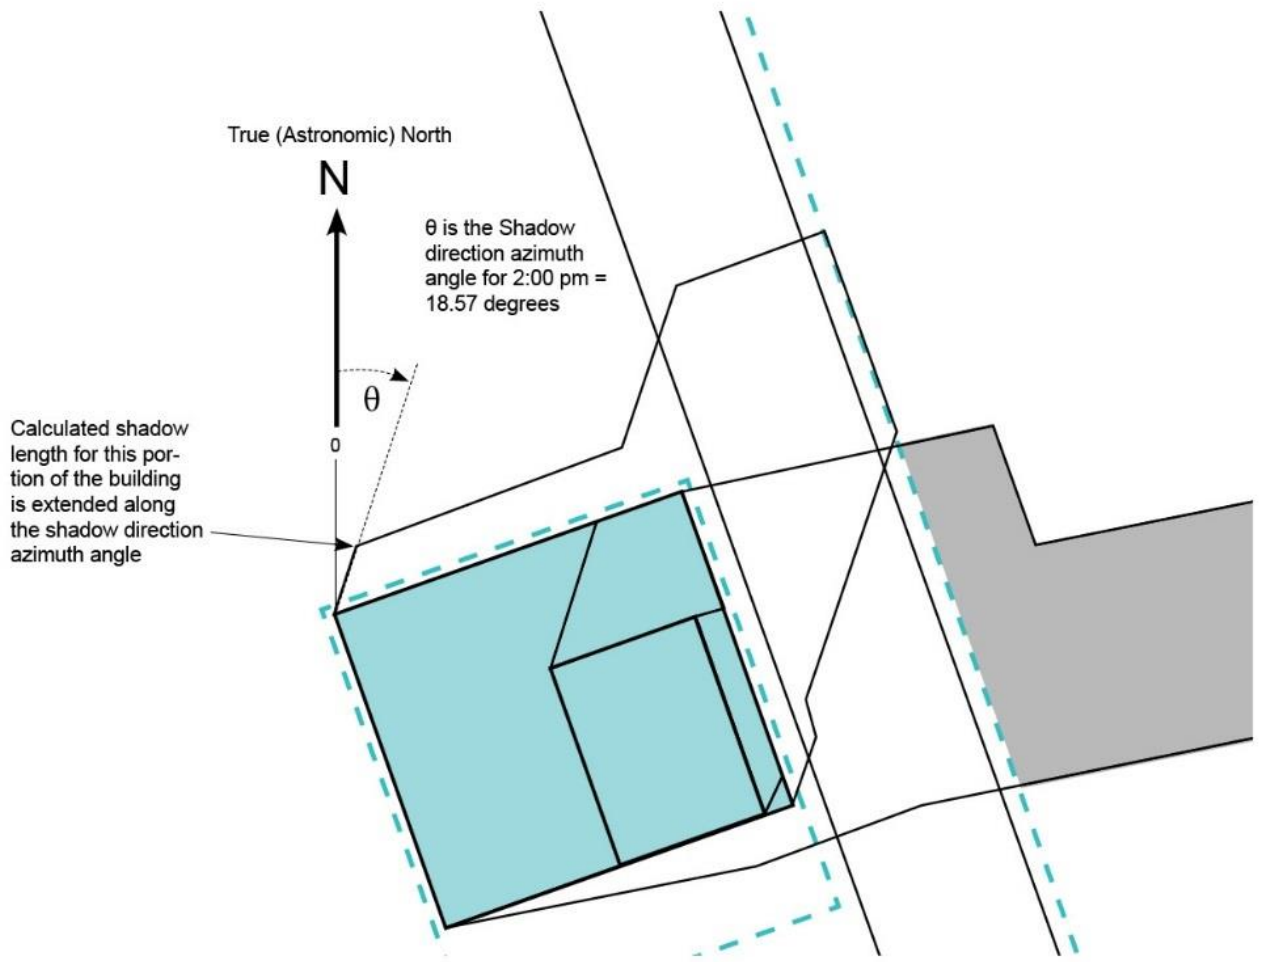 True (Astronomic) North
N
θ is the Shadow
direction azimuth
angle for 2:00 pm =
18.57 degrees
θ
Calculated shadow
length for this por-
tion of the building
is extended along
the shadow direction
azimuth angle
0